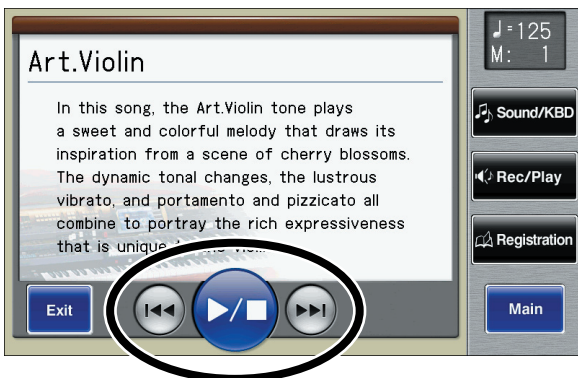 Art.Violin
In this song, the Art.Violin tone plays
a sweet and colorful melody that draws its
inspiration from a scene of cherry blossoms.
The dynamic tonal changes, the lustrous
vibrato, and portamento and pizzicato all
combine to portray the rich expressiveness
that is unique
♩=125
M: 1
Sound/KBD
Rec/Play
Registration
Exit
Main